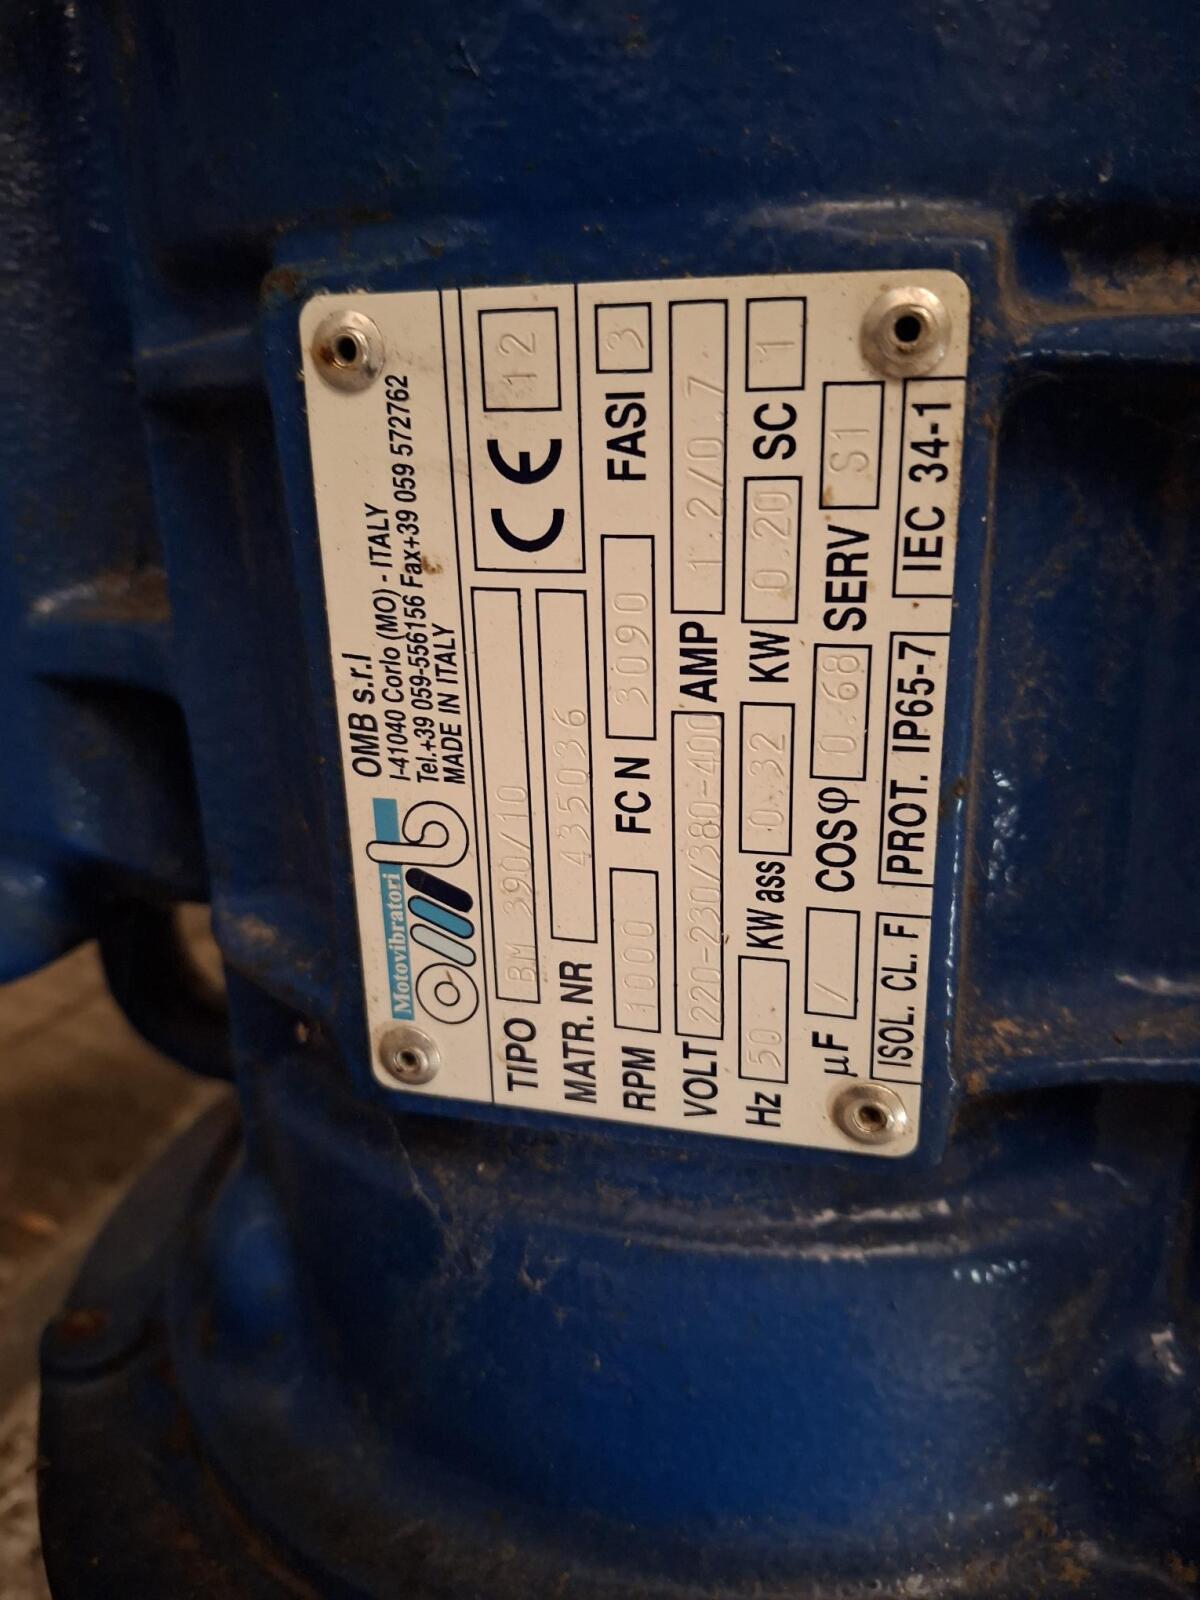 Motovibratori
omb
OMB s.r.l
I-41040 Corlo (MO) - ITALY
Tel.+39 059-556156 Fax+39 059 572762
MADE IN ITALY
TIPO BM 390/10 CE 12
MATR. NR 435036
RPM 1000 FC N 3090 FASI 3
VOLT 220-230/380-400 AMP 1.2/0.7
Hz 50. KW ass 0.32 KW 0.20 SC 1
µF / COSφ 0.68 SERV S1
ISOL. CL. F PROT. IP65-7 IEC 34-1